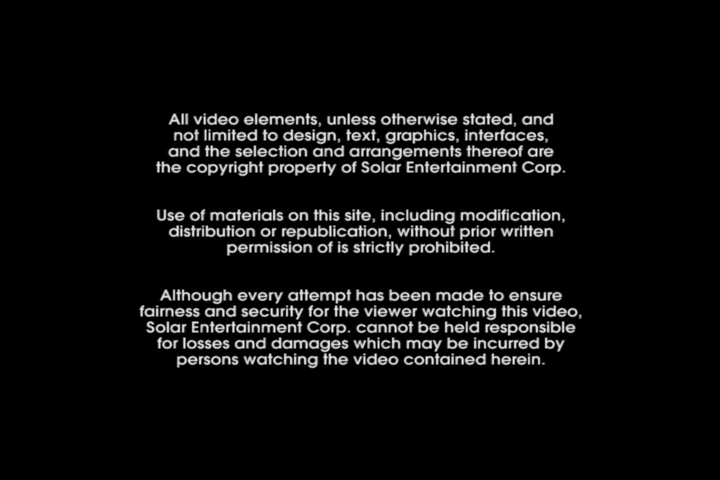 All video elements, unless otherwise stated, and
not limited to design, text, graphics, interfaces,
and the selection and arrangements thereof are
the copyright property of Solar Entertainment Corp.
Use of materials on this site, including modification,
distribution or republication, without prior written
permission of is strictly prohibited.
Although every attempt has been made to ensure
fairness and security for the viewer watching this video,
Solar Entertainment Corp. cannot be held responsible
for losses and damages which may be incurred by
persons watching the video contained herein.